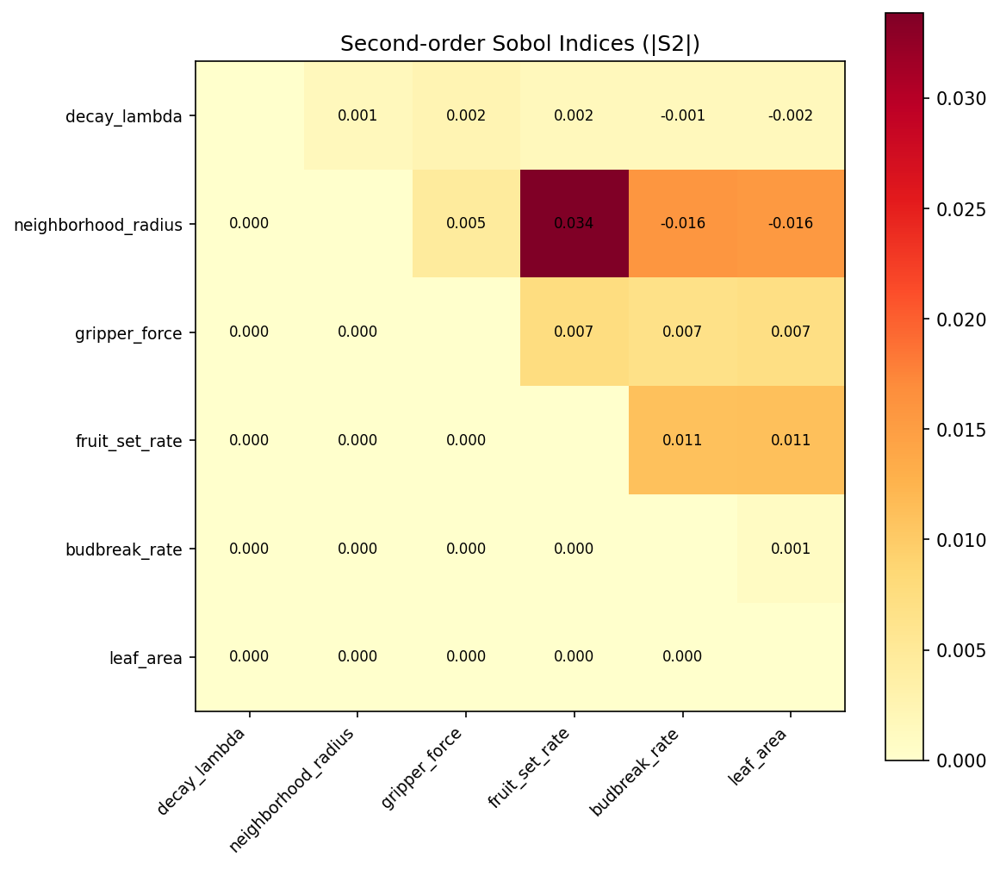 Second-order Sobol Indices (|S2|)
decay_lambda 0.001 0.002 0.002 -0.001 -0.002
neighborhood_radius 0.000 0.005 0.034 -0.016 -0.016
gripper_force 0.000 0.000 0.007 0.007 0.007
fruit_set_rate 0.000 0.000 0.000 0.011 0.011
budbreak_rate 0.000 0.000 0.000 0.000 0.001
leaf_area 0.000 0.000 0.000 0.000 0.000
decay_lambda neighborhood_radius gripper_force fruit_set_rate budbreak_rate leaf_area
0.030
0.025
0.020
0.015
0.010
0.005
0.000